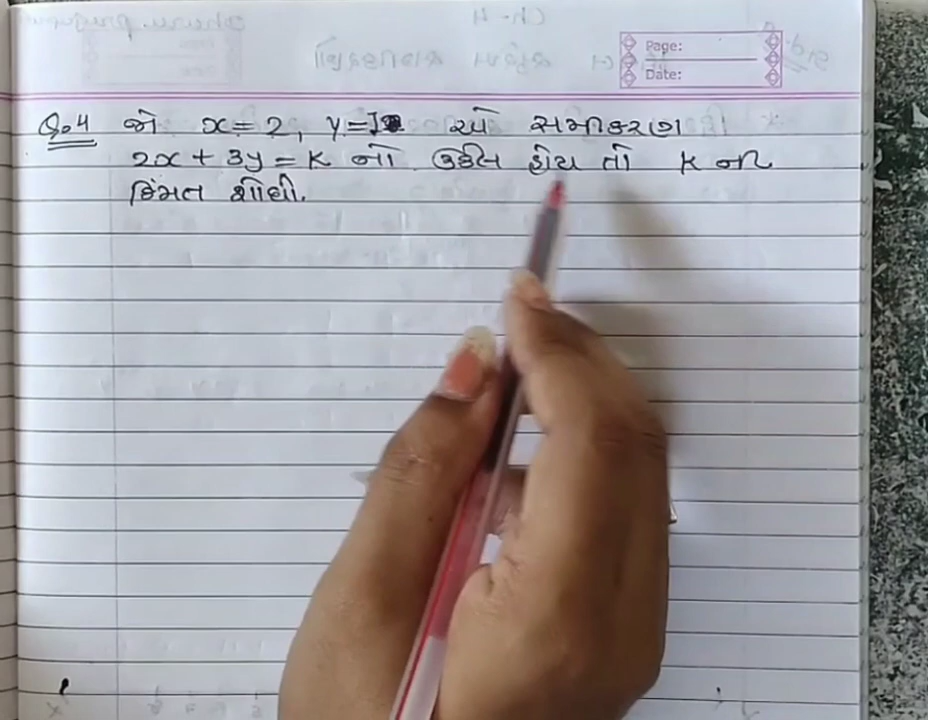 Page:
Date:
Q.4 જો x = 2, y = 1 એ સમીકરણ
2x + 3y = k નો ઉકેલ હોય તો k ની
કિંમત શોધો.